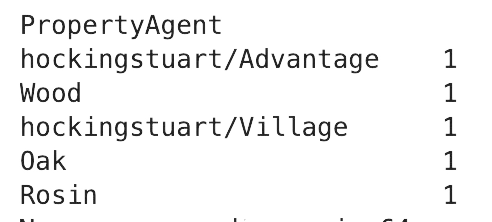 PropertyAgent
hockingstuart/Advantage 1
Wood 1
hockingstuart/Village 1
Oak 1
Rosin 1